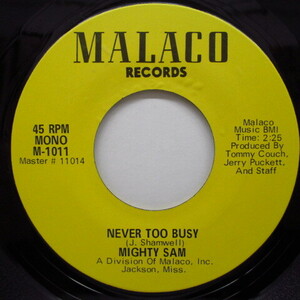 MALACO
RECORDS
45 RPM
MONO
M-1011
Master # 11014
Malaco
Music BMI
Time: 2:25
Produced By
Tommy Couch,
Jerry Puckett,
And Staff
NEVER TOO BUSY
(J. Shamwell)
MIGHTY SAM
A Division Of Malaco, Inc.
Jackson, Miss.